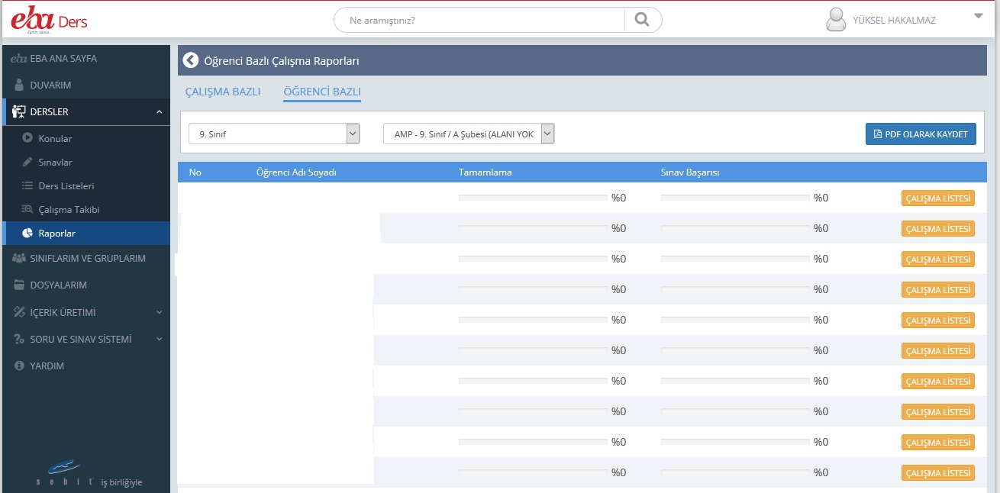 eba Ders
Eğitim, bizim...
Ne aramıştınız?
YÜKSEL HAKALMAZ
eba EBA ANA SAYFA
DUVARIM
DERSLER
Konular
Sınavlar
Ders Listeleri
Çalışma Takibi
Raporlar
SINIFLARIM VE GRUPLARIM
DOSYALARIM
İÇERİK ÜRETİMİ
SORU VE SINAV SİSTEMİ
YARDIM
sebit iş birliğiyle
Öğrenci Bazlı Çalışma Raporları
ÇALIŞMA BAZLI ÖĞRENCİ BAZLI
9. Sınıf AMP - 9. Sınıf / A Şubesi (ALANI YOK PDF OLARAK KAYDET
No Öğrenci Adı Soyadı Tamamlama Sınav Başarısı
%0 %0 ÇALIŞMA LİSTESİ
%0 %0 ÇALIŞMA LİSTESİ
%0 %0 ÇALIŞMA LİSTESİ
%0 %0 ÇALIŞMA LİSTESİ
%0 %0 ÇALIŞMA LİSTESİ
%0 %0 ÇALIŞMA LİSTESİ
%0 %0 ÇALIŞMA LİSTESİ
%0 %0 ÇALIŞMA LİSTESİ
%0 %0 ÇALIŞMA LİSTESİ
%0 %0 ÇALIŞMA LİSTESİ